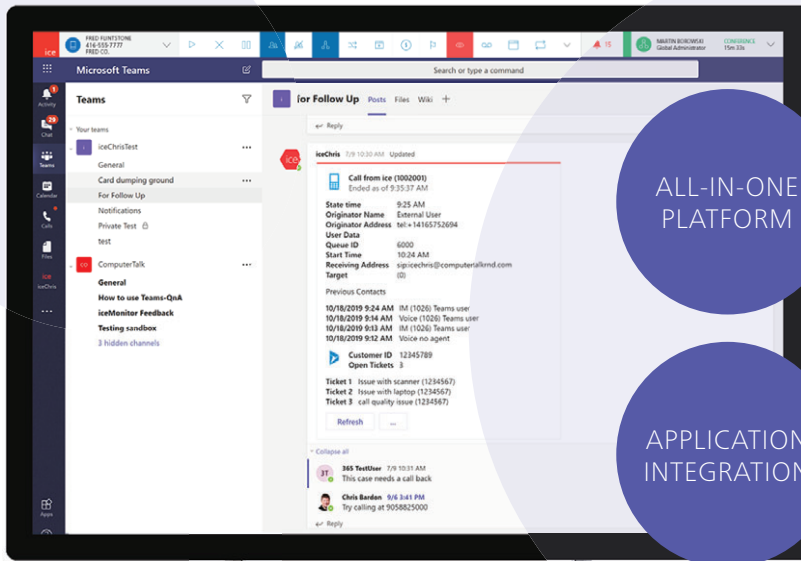 ice
FRED FLINTSTONE
416-555-7777
FRED CO.
15
MARTIN BOROWSKI
Global Administrator
CONFERENCE
15m 33s
Microsoft Teams
Search or type a command
Activity
1
Chat
29
Teams
Calendar
Calls
Files
ice
iceChris
Apps
Teams
Your teams
iceChrisTest
General
Card dumping ground
For Follow Up
Notifications
Private Test
test
ComputerTalk
General
How to use Teams-QnA
iceMonitor Feedback
Testing sandbox
3 hidden channels
for Follow Up Posts Files Wiki +
Reply
ice
iceChris 7/9 10:30 AM Updated
Call from ice (1002001)
Ended as of 9:35:37 AM
State time 9:25 AM
Originator Name External User
Originator Address tel:+14165752694
User Data
Queue ID 6000
Start Time 10:24 AM
Receiving Address sip:icechris@computertalkrnd.com
Target (0)
Previous Contacts
10/18/2019 9:24 AM IM (1026) Teams user
10/18/2019 9:14 AM Voice (1026) Teams user
10/18/2019 9:13 AM IM (1026) Teams user
10/18/2019 9:12 AM Voice no agent
Customer ID 12345789
Open Tickets 3
Ticket 1 Issue with scanner (1234567)
Ticket 2 Issue with laptop (1234567)
Ticket 3 call quality issue (1234567)
Refresh ...
Collapse all
JT
365 TestUser 7/9 10:31 AM
This case needs a call back
Chris Bardon 9/6 3:41 PM
Try calling at 9058825000
Reply
ALL-IN-ONE
PLATFORM
APPLICATION
INTEGRATION